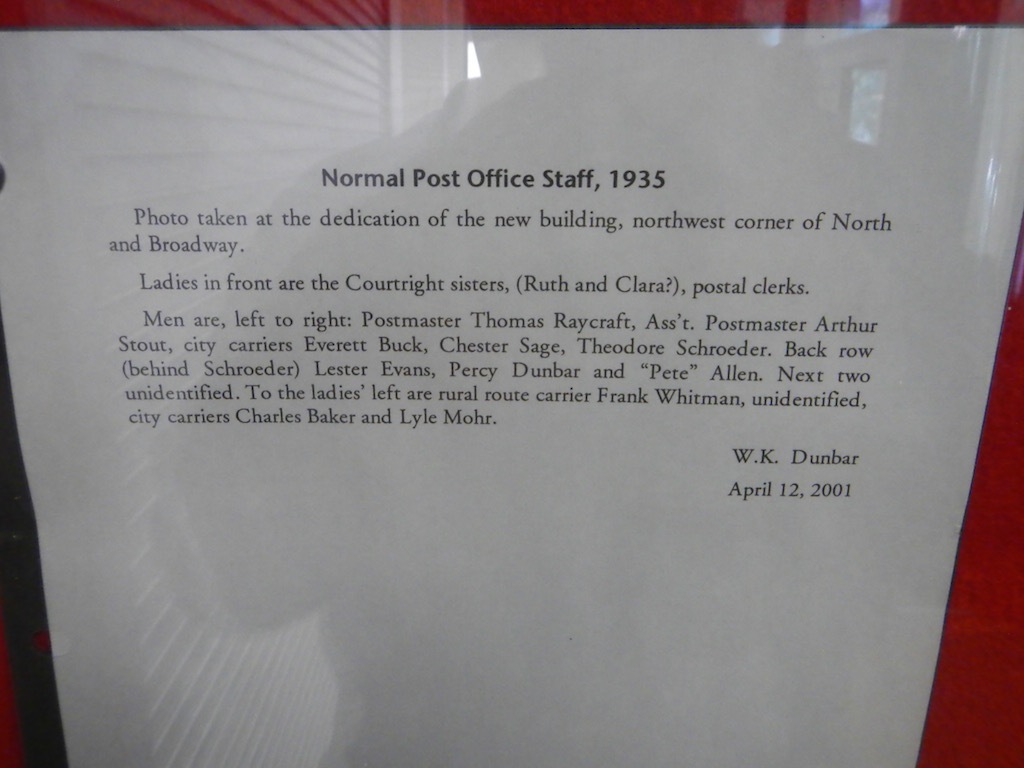 Normal Post Office Staff, 1935
Photo taken at the dedication of the new building, northwest corner of North
and Broadway.
Ladies in front are the Courtright sisters, (Ruth and Clara?), postal clerks.
Men are, left to right: Postmaster Thomas Raycraft, Ass't. Postmaster Arthur
Stout, city carriers Everett Buck, Chester Sage, Theodore Schroeder. Back row
(behind Schroeder) Lester Evans, Percy Dunbar and “Pete” Allen. Next two
unidentified. To the ladies' left are rural route carrier Frank Whitman, unidentified,
city carriers Charles Baker and Lyle Mohr.
W.K. Dunbar
April 12, 2001